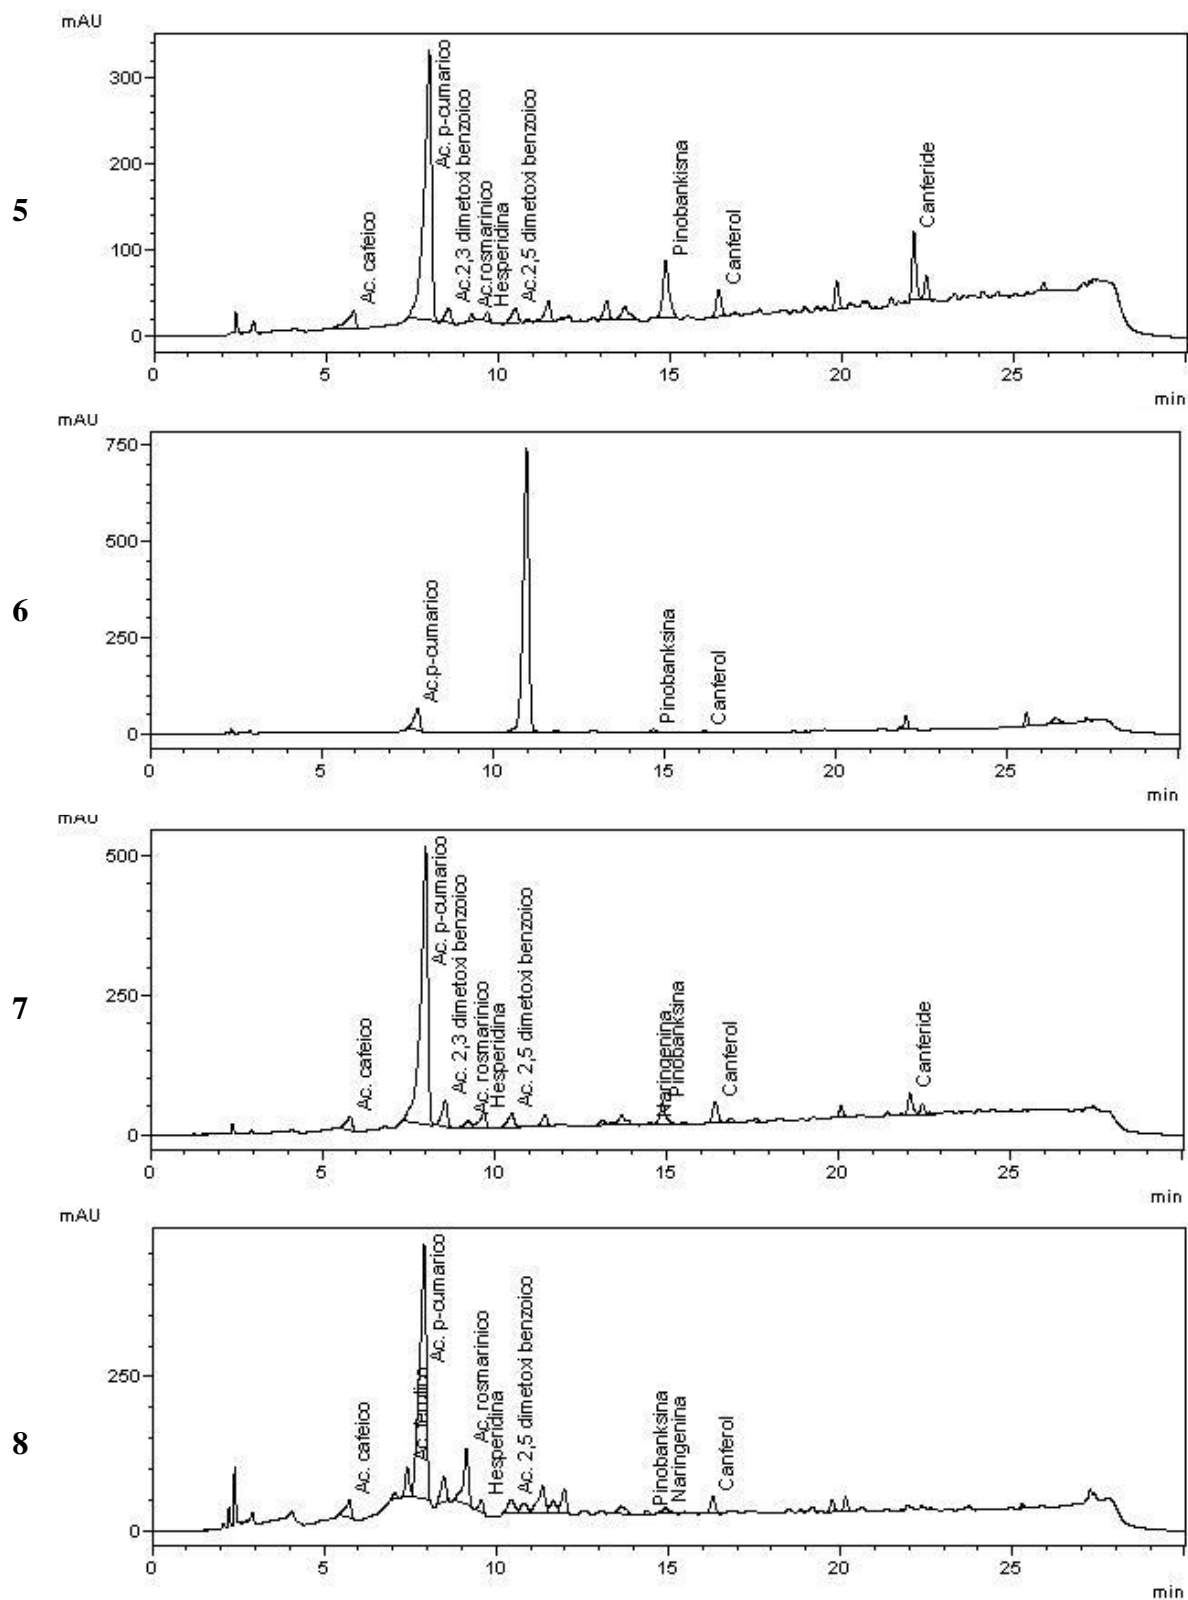 mAU
300
200
100
0
Ac. cafeico
Ac. p-cumarico
Ac.2,3 dimetoxi benzoico
Ac.rosmarinico
Hesperidina
Ac.2,5 dimetoxi benzoico
Pinobankisna
Canferol
Canferide
5
0 5 10 15 20 25
min
mAU
750
500
250
0
Ac.p-cumarico
Pinobanksina
Canferol
6
0 5 10 15 20 25
min
mAU
500
250
0
Ac. cafeico
Ac. p-cumarico
Ac. 2,3 dimetoxi benzoico
Ac. rosmarinico
Hesperidina
Ac. 2,5 dimetoxi benzoico
Naringenina
Pinobanksina
Canferol
Canferide
7
0 5 10 15 20 25
min
mAU
250
0
Ac. cafeico
Ac. ferulico
Ac. p-cumarico
Ac. rosmarinico
Hesperidina
Ac. 2,5 dimetoxi benzoico
Pinobanksina
Naringenina
Canferol
8
0 5 10 15 20 25
min